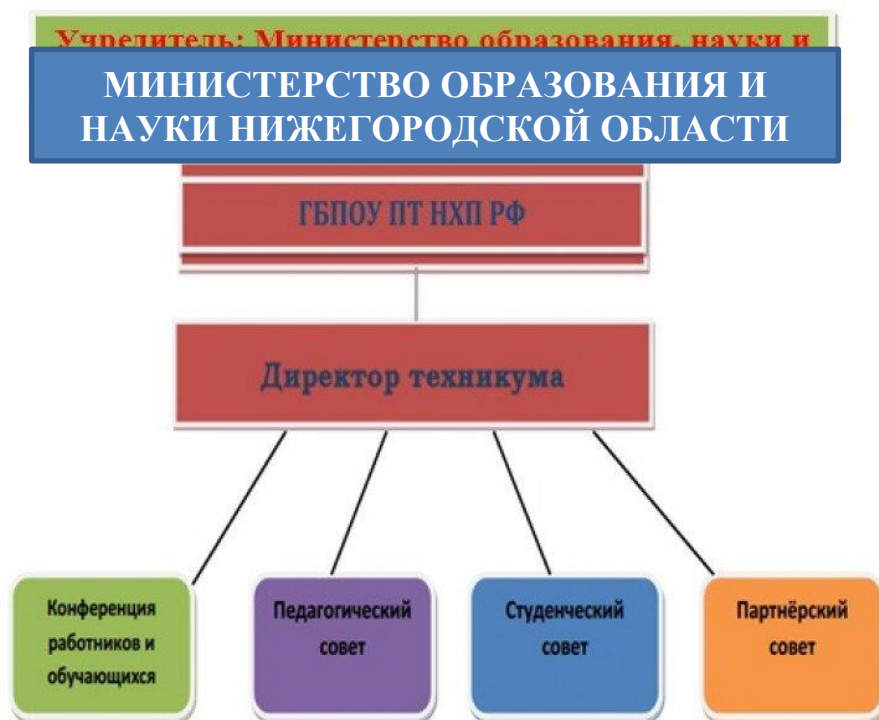 Учредитель: Министерство образования, науки и
МИНИСТЕРСТВО ОБРАЗОВАНИЯ И
НАУКИ НИЖЕГОРОДСКОЙ ОБЛАСТИ
ГБПОУ ПТ НХП РФ
Директор техникума
Конференция
работников и
обучающихся
Педагогический
совет
Студенческий
совет
Партнёрский
совет